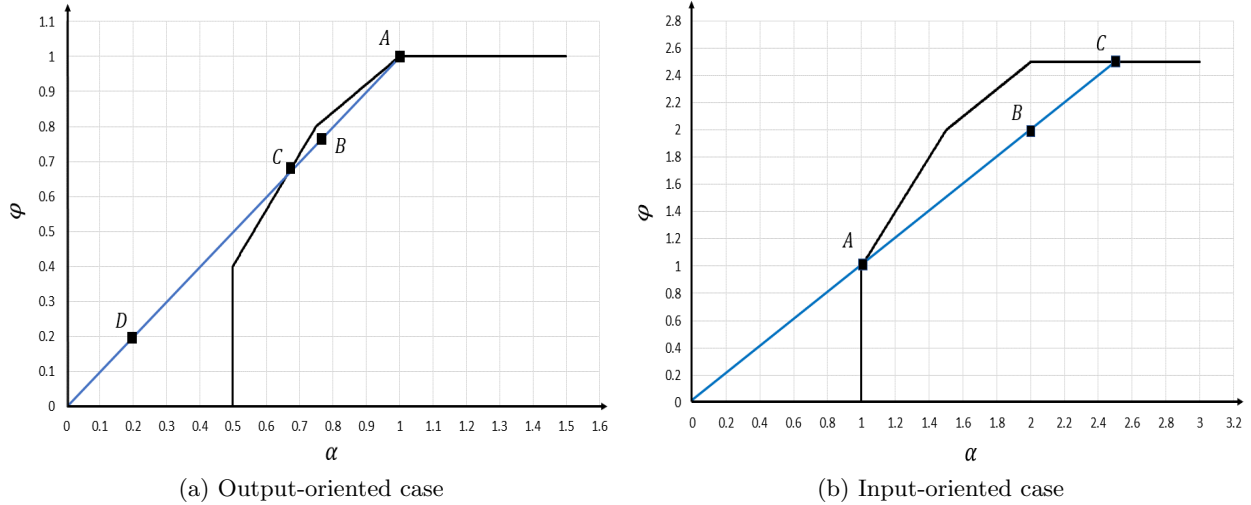 1.1
1
0.9
0.8
0.7
0.6
0.5
0.4
0.3
0.2
0.1
0
φ
A
B
C
D
0 0.1 0.2 0.3 0.4 0.5 0.6 0.7 0.8 0.9 1 1.1 1.2 1.3 1.4 1.5 1.6
α
(a) Output-oriented case
2.8
2.6
2.4
2.2
2
1.8
1.6
1.4
1.2
1
0.8
0.6
0.4
0.2
0
φ
C
B
A
0 0.2 0.4 0.6 0.8 1 1.2 1.4 1.6 1.8 2 2.2 2.4 2.6 2.8 3 3.2
α
(b) Input-oriented case